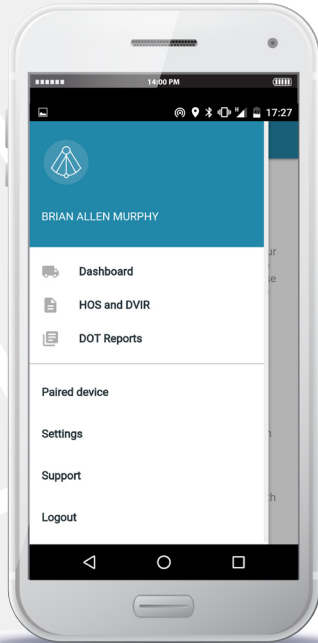 14:00 PM
17:27
BRIAN ALLEN MURPHY
Dashboard
HOS and DVIR
DOT Reports
Paired device
Settings
Support
Logout